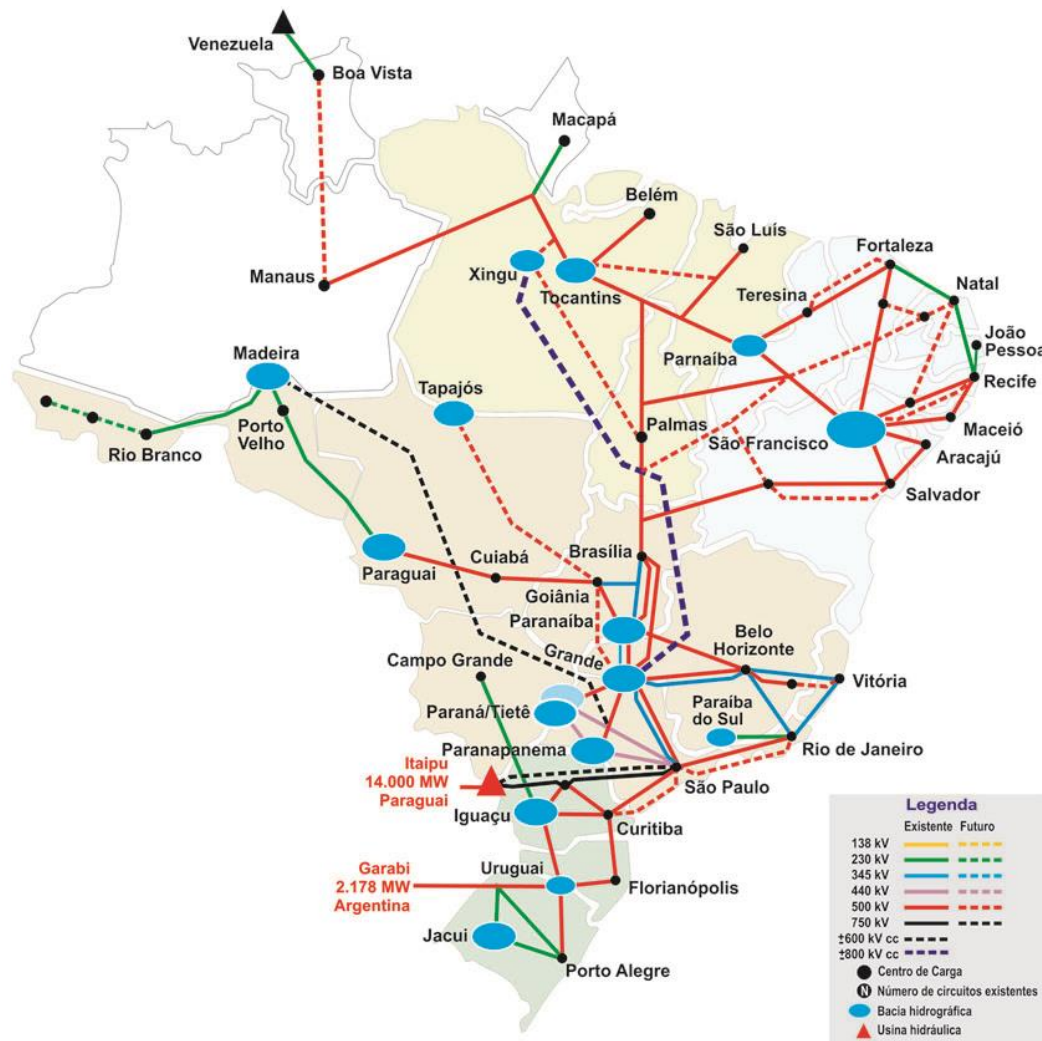 Venezuela
Boa Vista
Macapá
Belém
São Luís
Fortaleza
Xingu
Tocantins
Teresina
Natal
Manaus
João
Pessoa
Parnaíba
Madeira
Tapajós
Recife
Porto
Velho
Palmas
São Francisco
Maceió
Rio Branco
Aracajú
Salvador
Brasília
Cuiabá
Paraguai
Goiânia
Paranaíba
Belo
Horizonte
Grande
Campo Grande
Vitória
Paraíba
do Sul
Paraná/Tietê
Rio de Janeiro
Paranapanema
Itaipu
14.000 MW
Paraguai
São Paulo
Iguaçu
Curitiba
Uruguai
Garabi
2.178 MW
Argentina
Florianópolis
Jacui
Porto Alegre
Legenda
Existente Futuro
138 kV
230 kV
345 kV
440 kV
500 kV
750 kV
±600 kV cc
±800 kV cc
Centro de Carga
N Número de circuitos existentes
Bacia hidrográfica
Usina hidráulica